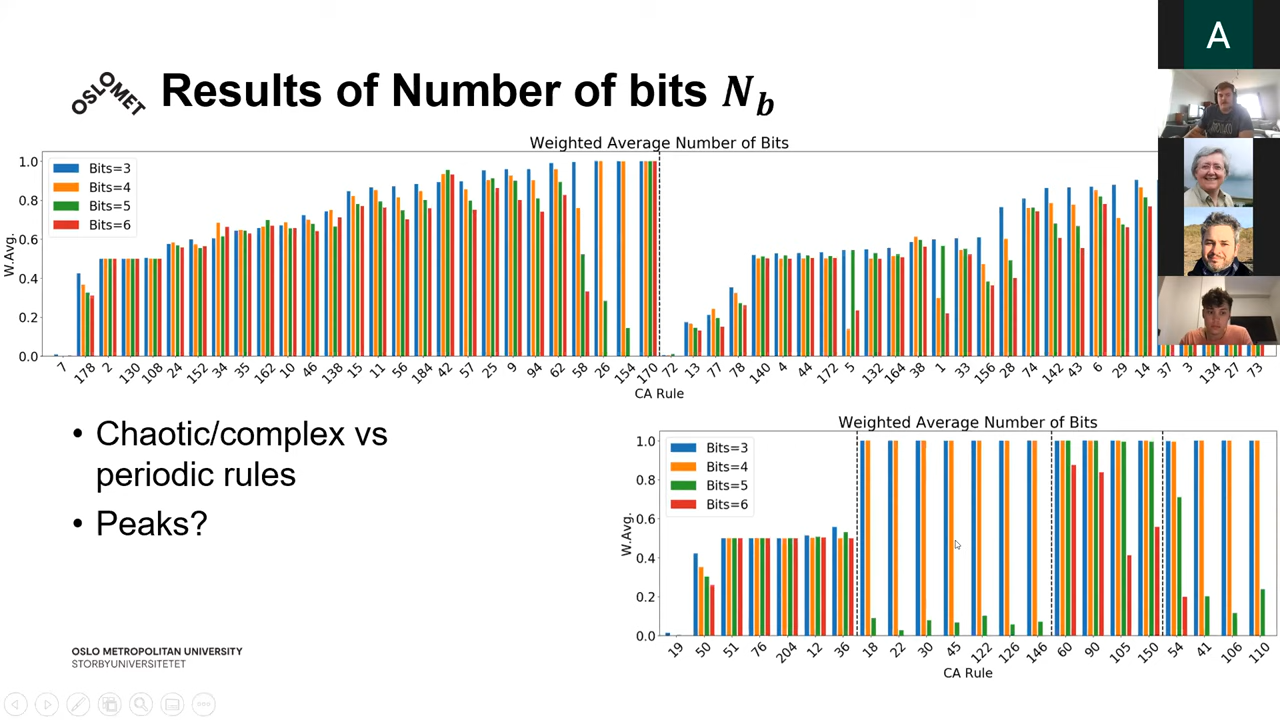 A
OSLOMET
Results of Number of bits N_b
Weighted Average Number of Bits
Bits=3
Bits=4
Bits=5
Bits=6
1.0
0.8
0.6
0.4
0.2
0.0
W.Avg.
7 178 2 130 108 24 152 34 35 162 10 46 138 15 11 56 184 42 57 25 9 94 62 58 26 154 170 72 13 77 78 140 4 44 172 5 132 164 38 1 33 156 28 74 142 43 6 29 14 37 3 134 27 73
CA Rule
• Chaotic/complex vs
periodic rules
• Peaks?
Weighted Average Number of Bits
Bits=3
Bits=4
Bits=5
Bits=6
1.0
0.8
0.6
0.4
0.2
0.0
W.Avg.
19 50 51 76 204 12 36 18 22 30 45 122 126 146 60 90 105 150 54 41 106 110
CA Rule
OSLO METROPOLITAN UNIVERSITY
STORBYUNIVERSITETET